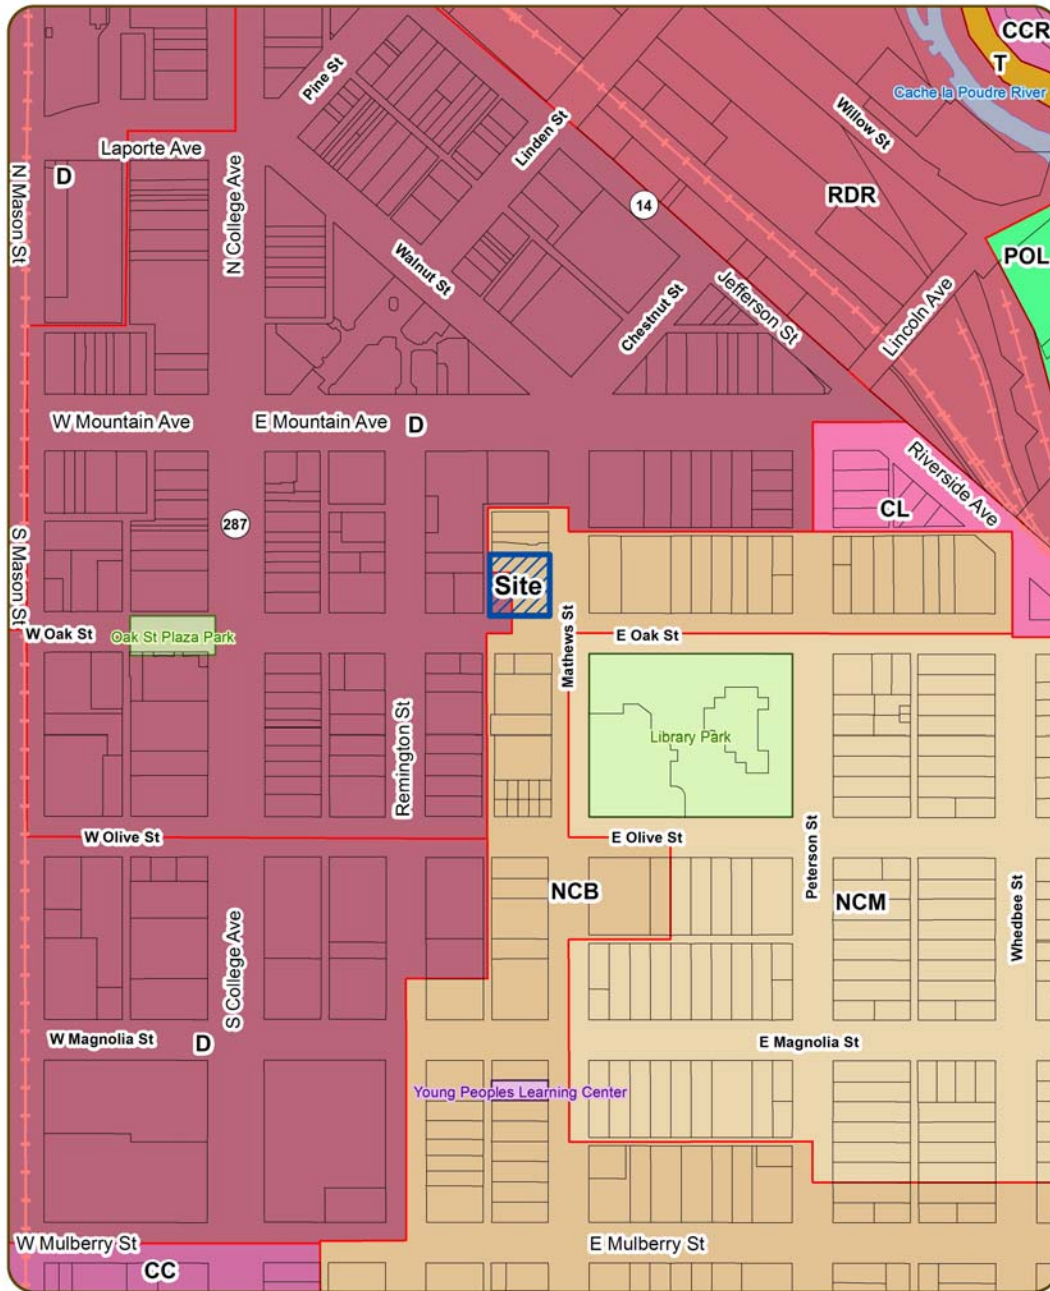 CCR
T
Cache la Poudre River
Pine St
Willow St
Linden St
Laporte Ave
N Mason St
D
N College Ave
14
RDR
Walnut St
POL
Chestnut St
Jefferson St
Lincoln Ave
W Mountain Ave
E Mountain Ave
D
Riverside Ave
CL
287
S Mason St
Site
W Oak St
Oak St Plaza Park
Mathews St
E Oak St
Remington St
Library Park
W Olive St
E Olive St
Peterson St
NCB
NCM
Whedbee St
S College Ave
W Magnolia St
D
E Magnolia St
Young Peoples Learning Center
W Mulberry St
E Mulberry St
CC